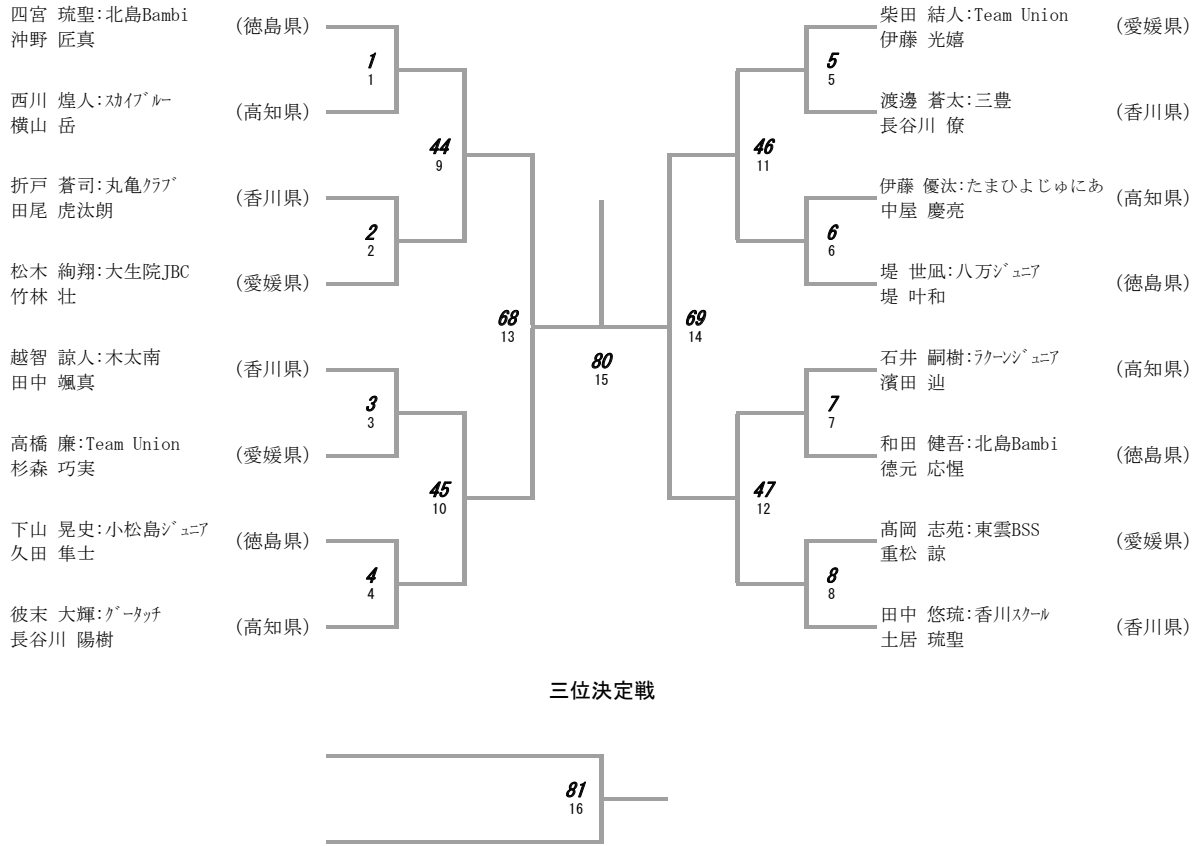 四宮 琉聖:北島Bambi
沖野 匠真
(徳島県)
1
1
西川 煌人:ｽｶｲﾌﾞﾙｰ
横山 岳
(高知県)
44
9
折戸 蒼司:丸亀ｸﾗﾌﾞ
田尾 虎汰朗
(香川県)
2
2
松木 絢翔:大生院JBC
竹林 壮
(愛媛県)
68
13
越智 諒人:木太南
田中 颯真
(香川県)
3
3
高橋 廉:Team Union
杉森 巧実
(愛媛県)
45
10
下山 晃史:小松島ｼﾞｭﾆｱ
久田 隼士
(徳島県)
4
4
彼末 大輝:ｸﾞｰﾀｯﾁ
長谷川 陽樹
(高知県)
80
15
柴田 結人:Team Union
伊藤 光嬉
(愛媛県)
5
5
渡邊 蒼太:三豊
長谷川 僚
(香川県)
46
11
伊藤 優汰:たまひよじゅにあ
中屋 慶亮
(高知県)
6
6
堤 世凪:八万ｼﾞｭﾆｱ
堤 叶和
(徳島県)
69
14
石井 嗣樹:ﾗｸｰﾝｼﾞｭﾆｱ
濱田 辿
(高知県)
7
7
和田 健吾:北島Bambi
德元 応惺
(徳島県)
47
12
髙岡 志苑:東雲BSS
重松 諒
(愛媛県)
8
8
田中 悠琉:香川ｽｸｰﾙ
土居 琉聖
(香川県)
三位決定戦
81
16